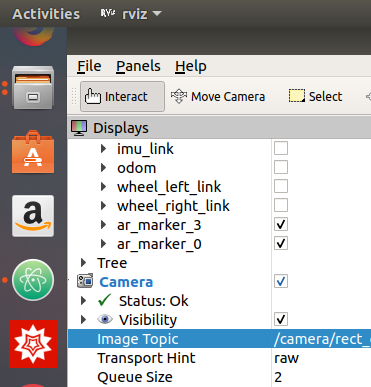 Activities rviz
File Panels Help
Interact Move Camera Select
Displays
imu_link
odom
wheel_left_link
wheel_right_link
ar_marker_3
ar_marker_0
Tree
Camera
Status: Ok
Visibility
Image Topic /camera/rect_
Transport Hint raw
Queue Size 2